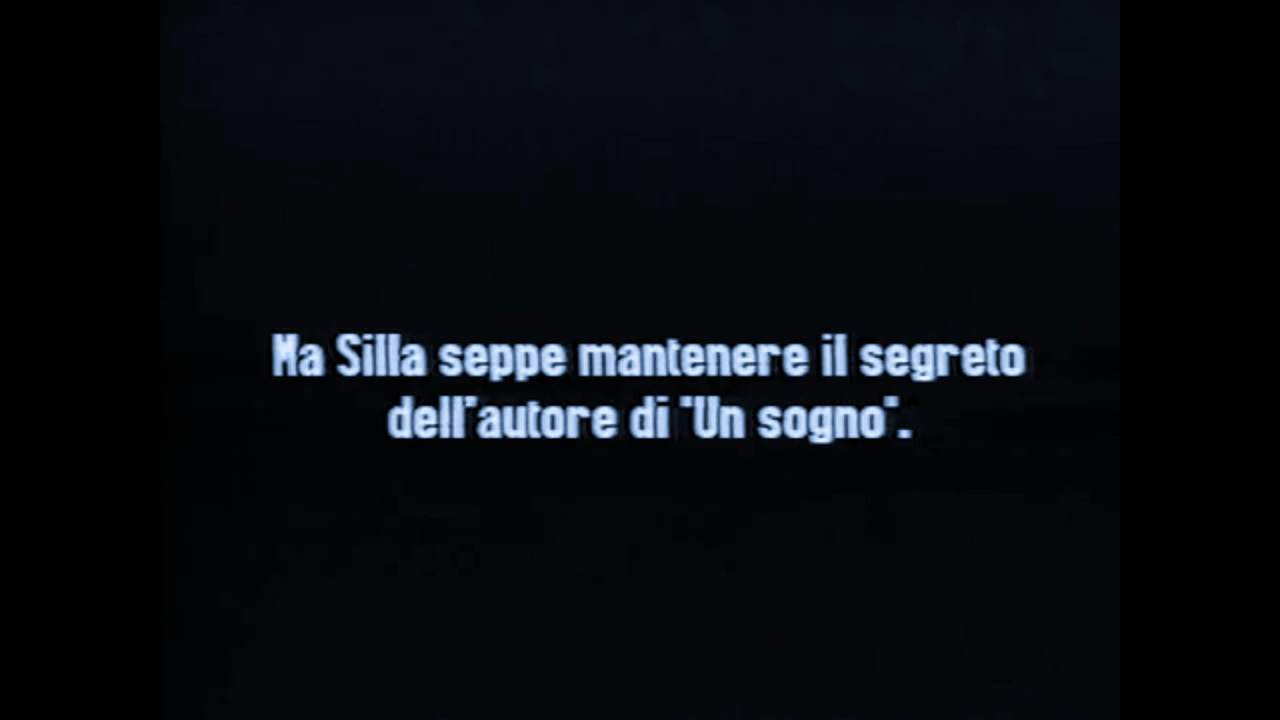 Ma Silla seppe mantenere il segreto
dell'autore di "Un sogno".